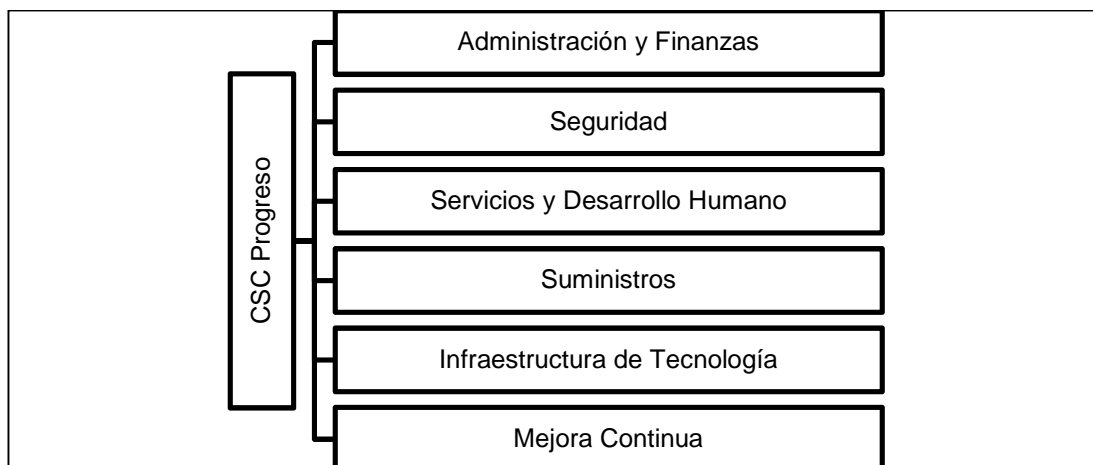 CSC Progreso
Administración y Finanzas
Seguridad
Servicios y Desarrollo Humano
Suministros
Infraestructura de Tecnología
Mejora Continua